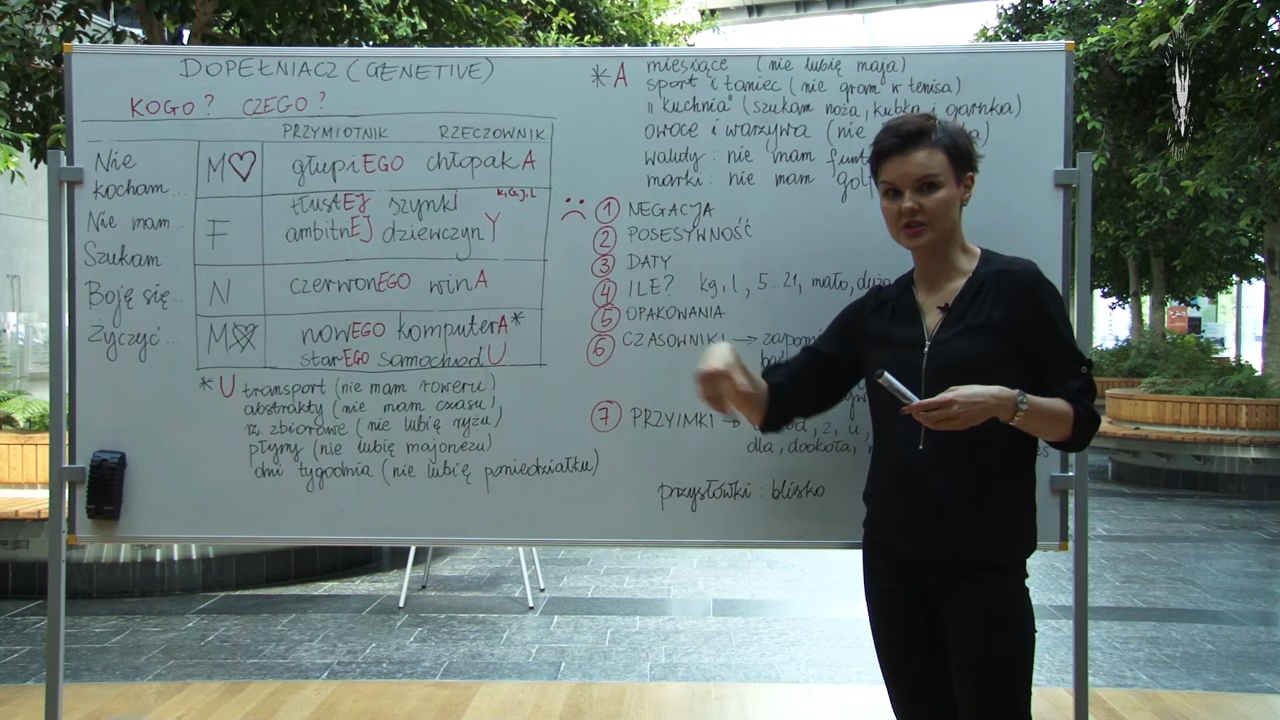 DOPEŁNIACZ (GENETIVE)
KOGO? CZEGO?
PRZYMIOTNIK RZECZOWNIK
Nie kocham...
Nie mam...
Szukam...
Boję się...
Życzyć...
M♡ głupiEGO chłopakA
F tłustEJ szynkI K,G,J,L
ambitnEJ dziewczynY
N czerwonEGO winA
M nowEGO komputerA*
starEGO samochodU
* U transport (nie mam roweru)
abstrakty (nie mam czasu)
rz. zbiorowe (nie lubię ryżu)
płyny (nie lubię majonezu)
dni tygodnia (nie lubię poniedziałku)
* A miesiące (nie lubię maja)
sport i taniec (nie gram w tenisa)
"kuchnia" (szukam noża, kubka i garnka)
owoce i warzywa (nie
waluty: nie mam funt
marki: nie mam gol
1 NEGACJA
2 POSESYWNOŚĆ
3 DATY
4 ILE? kg, l, 5...21, mało, dużo
5 OPAKOWANIA
6 CZASOWNIKI →
7 PRZYIMKI → z, u,
dla, dookoła,
przysłówki: blisko